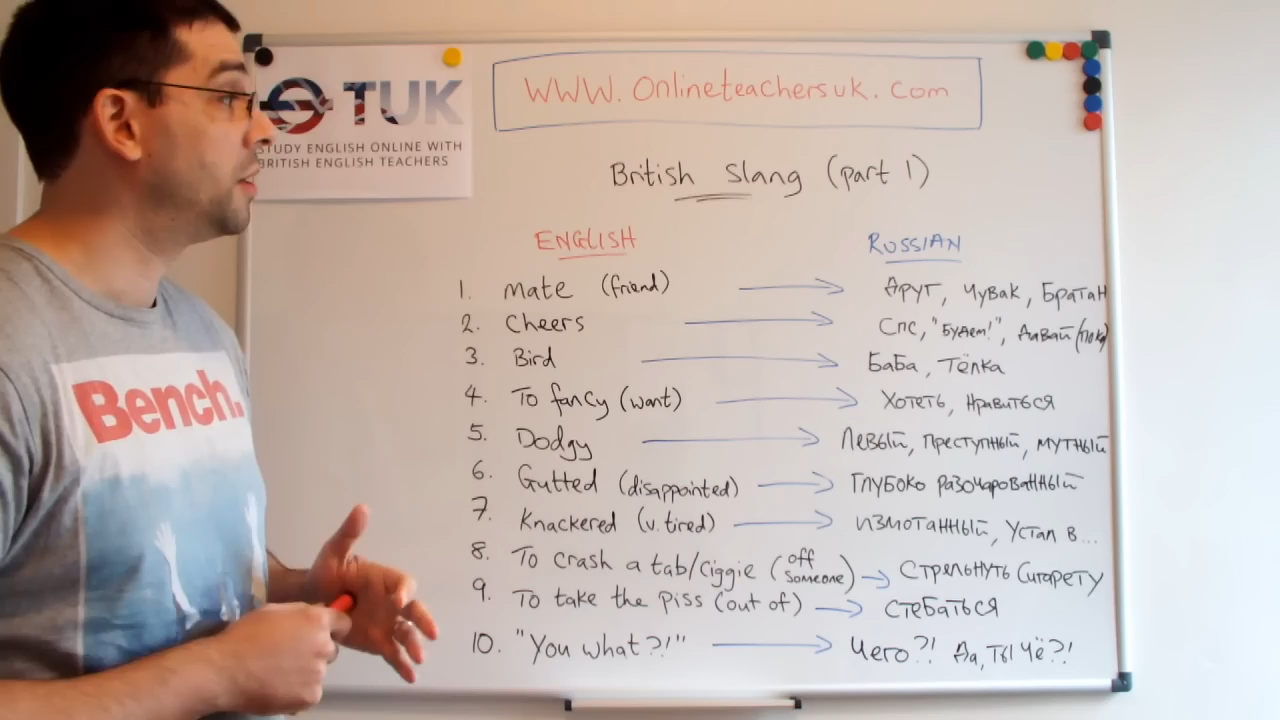 TUK
STUDY ENGLISH ONLINE WITH
BRITISH ENGLISH TEACHERS
WWW.Onlineteachersuk.com
British Slang (part 1)
ENGLISH RUSSIAN
1. mate (friend) → Друг, Чувак, Братан
2. Cheers → Спс, "Будем!", Давай (пока)
3. Bird → Баба, Тёлка
4. To fancy (want) → Хотеть, Нравиться
5. Dodgy → Левый, Преступный, мутный
6. Gutted (disappointed) → Глубоко разочарованный
7. Knackered (v. tired) → Измотанный, Устал в...
8. To crash a tab/ciggie (off someone) → Стрельнуть Сигарету
9. To take the piss (out of) → Стебаться
10. "You what?!" → Чего?! Да, ты чё?!
Bench.